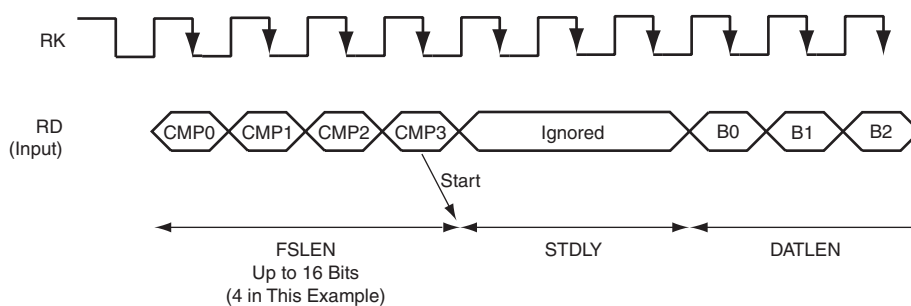 RK
RD
(Input)
CMP0 CMP1 CMP2 CMP3 Ignored B0 B1 B2
Start
FSLEN
Up to 16 Bits
(4 in This Example)
STDLY
DATLEN